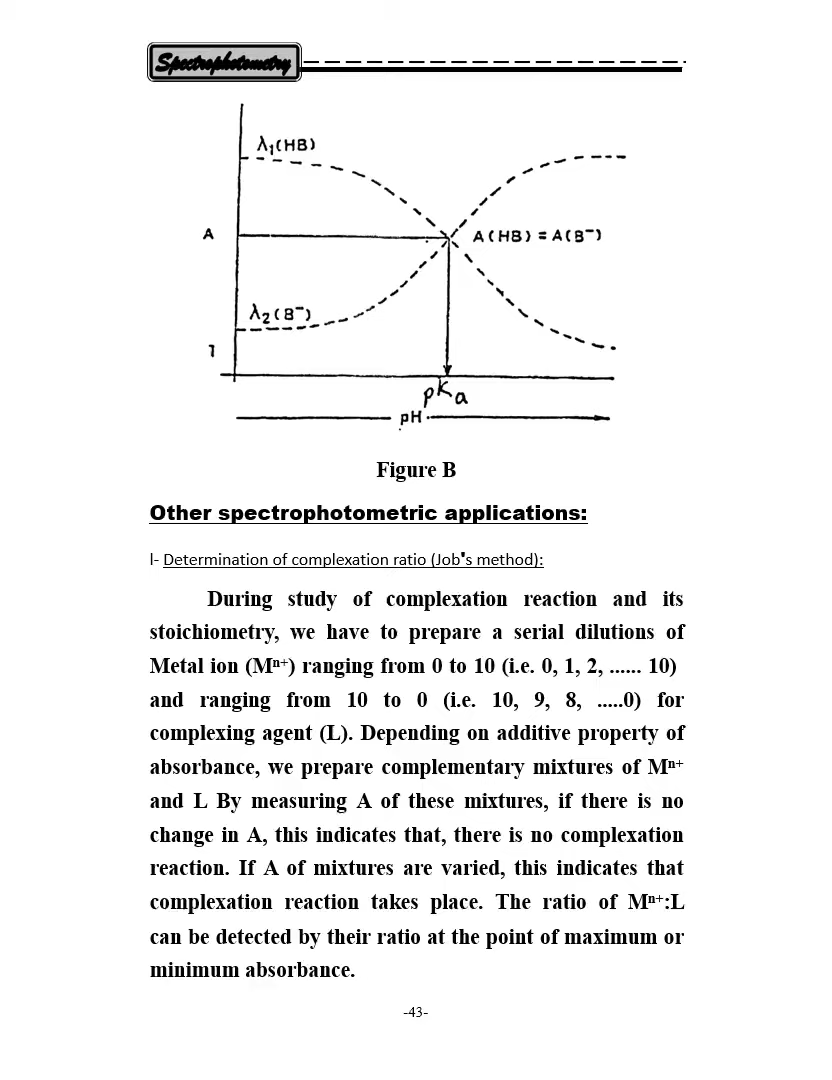 Spectrophotometry
λ1(HB)
A
A(HB) = A(B⁻)
λ2(B⁻)
1
pKa
pH
Figure B
Other spectrophotometric applications:
I- Determination of complexation ratio (Job's method):
During study of complexation reaction and its
stoichiometry, we have to prepare a serial dilutions of
Metal ion (Mⁿ⁺) ranging from 0 to 10 (i.e. 0, 1, 2, ...... 10)
and ranging from 10 to 0 (i.e. 10, 9, 8, .....0) for
complexing agent (L). Depending on additive property of
absorbance, we prepare complementary mixtures of Mⁿ⁺
and L By measuring A of these mixtures, if there is no
change in A, this indicates that, there is no complexation
reaction. If A of mixtures are varied, this indicates that
complexation reaction takes place. The ratio of Mⁿ⁺:L
can be detected by their ratio at the point of maximum or
minimum absorbance.
-43-